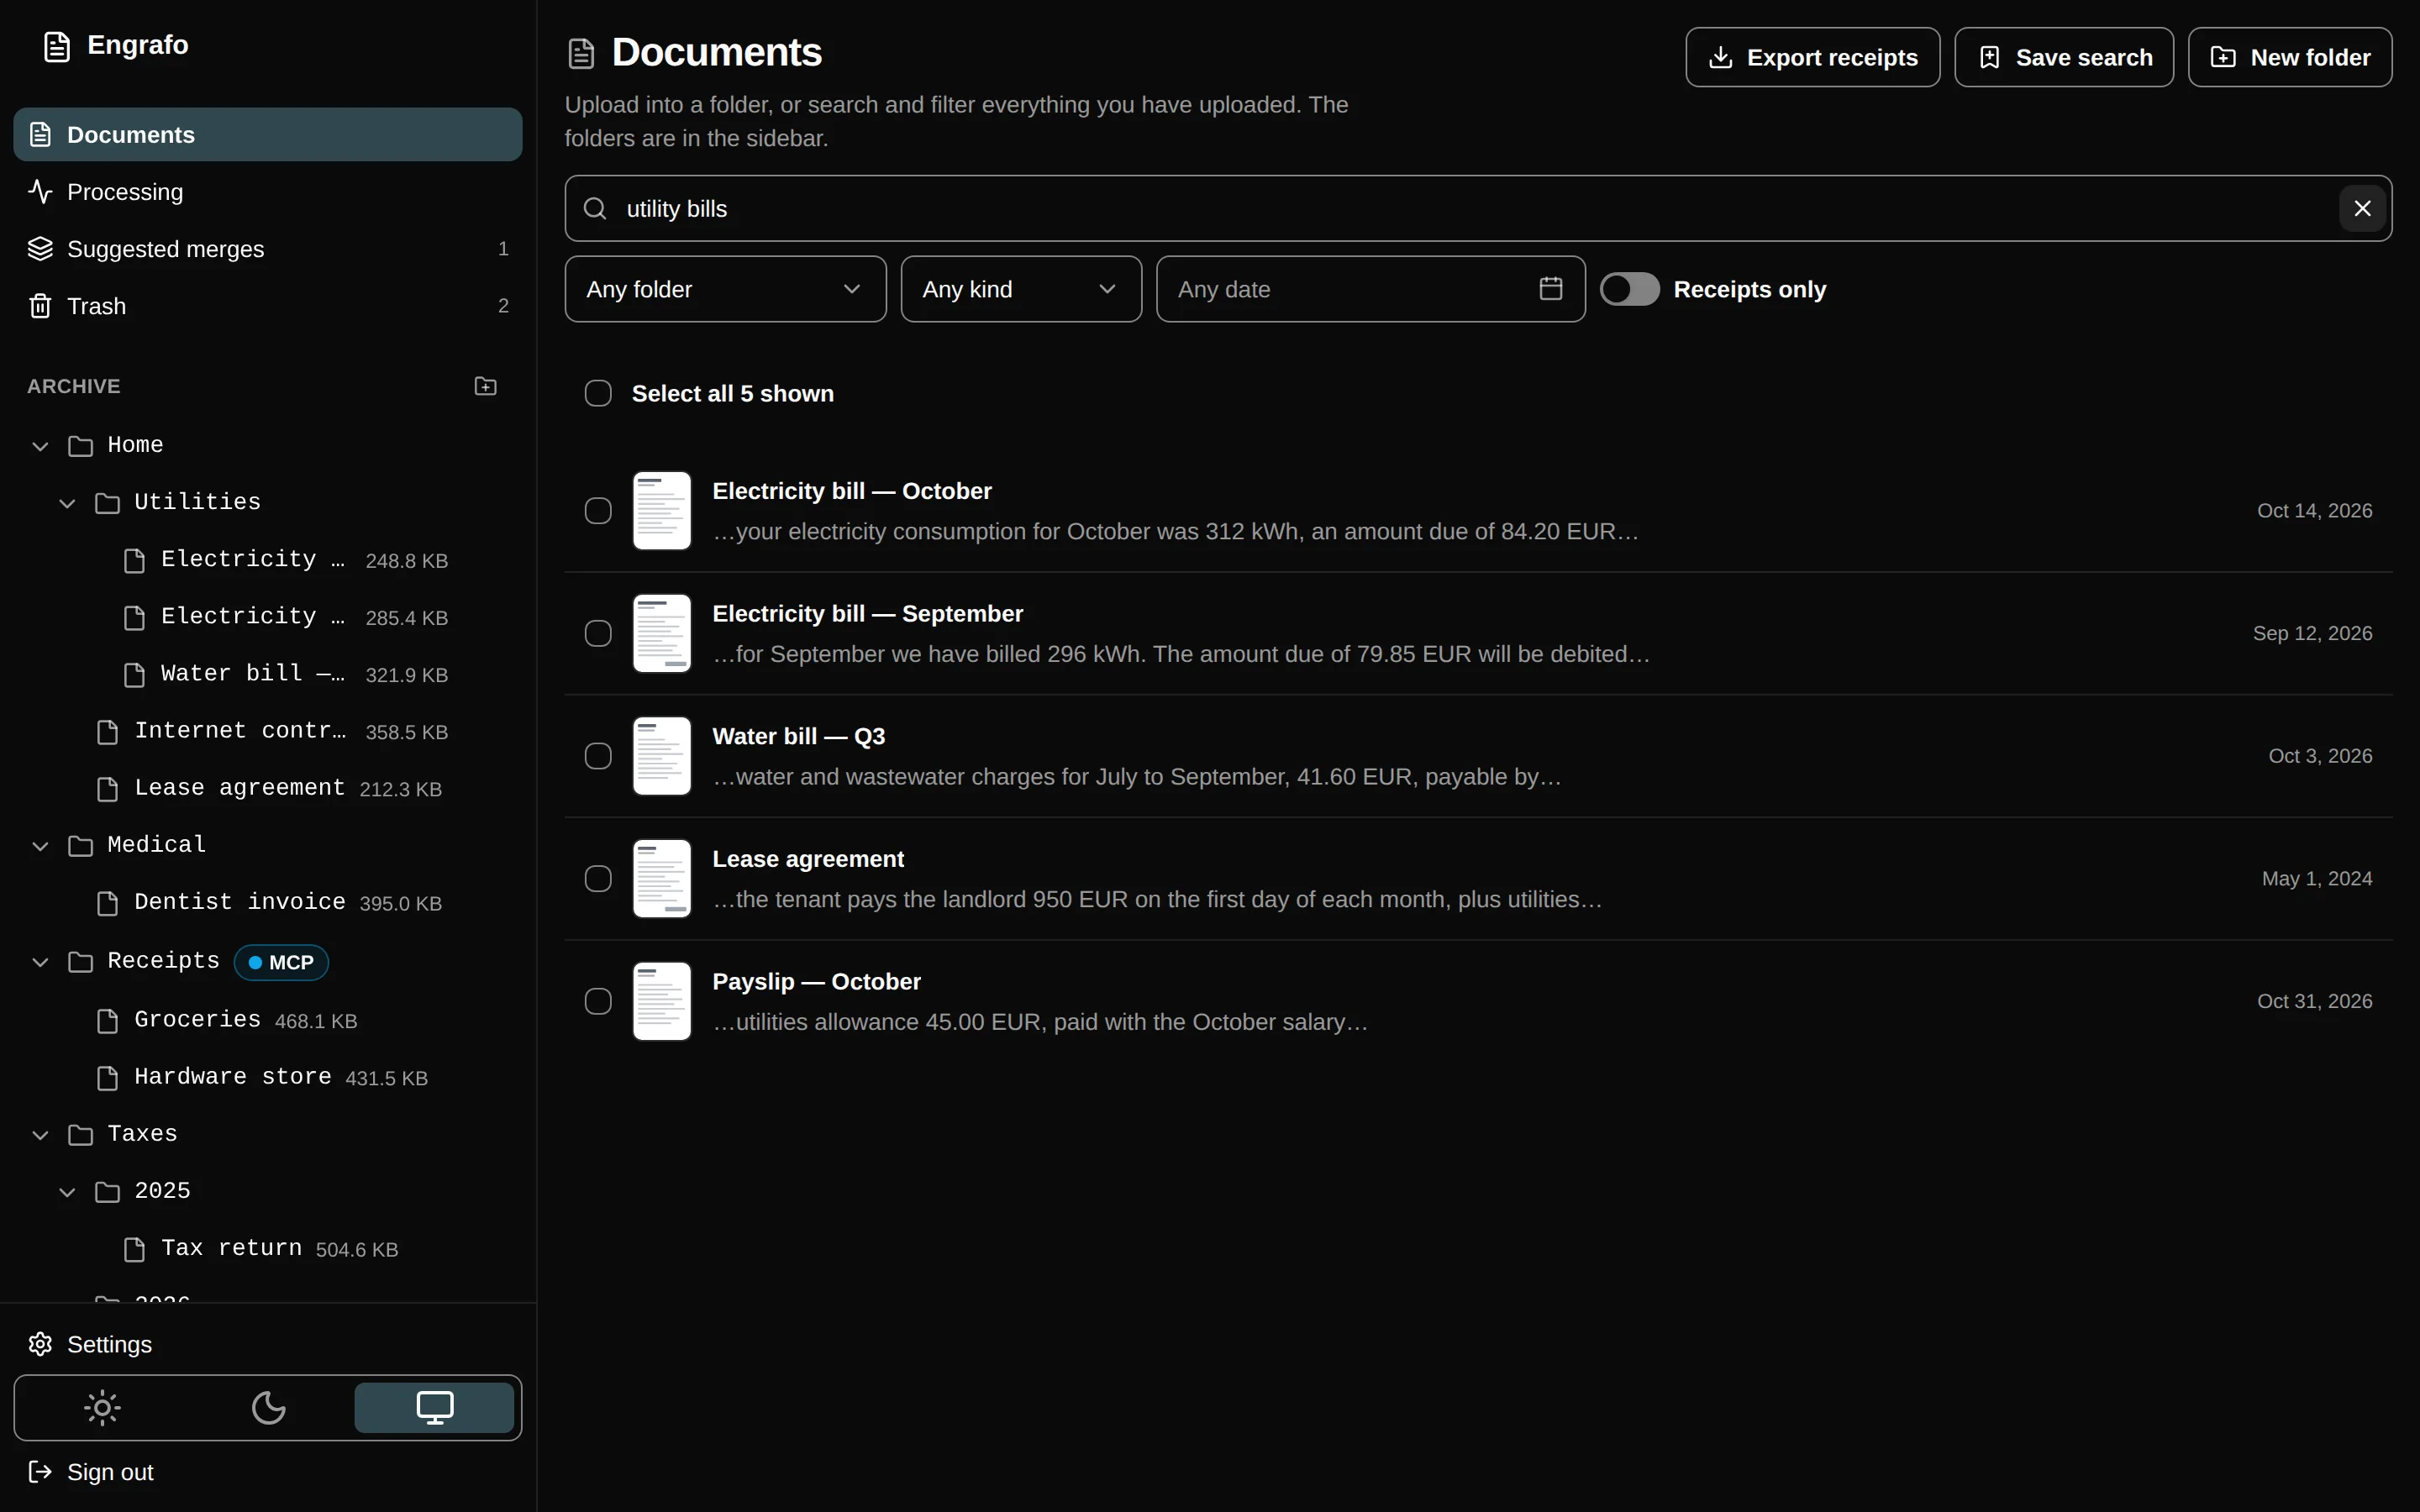 Engrafo
Documents
Processing
Suggested merges 1
Trash 2
ARCHIVE
Home
Utilities
Electricity … 248.8 KB
Electricity … 285.4 KB
Water bill —… 321.9 KB
Internet contr… 358.5 KB
Lease agreement 212.3 KB
Medical
Dentist invoice 395.0 KB
Receipts MCP
Groceries 468.1 KB
Hardware store 431.5 KB
Taxes
2025
Tax return 504.6 KB
2026
Settings
Sign out
Documents
Export receipts
Save search
New folder
Upload into a folder, or search and filter everything you have uploaded. The
folders are in the sidebar.
utility bills
Any folder
Any kind
Any date
Receipts only
Select all 5 shown
Electricity bill — October
…your electricity consumption for October was 312 kWh, an amount due of 84.20 EUR…
Oct 14, 2026
Electricity bill — September
…for September we have billed 296 kWh. The amount due of 79.85 EUR will be debited…
Sep 12, 2026
Water bill — Q3
…water and wastewater charges for July to September, 41.60 EUR, payable by…
Oct 3, 2026
Lease agreement
…the tenant pays the landlord 950 EUR on the first day of each month, plus utilities…
May 1, 2024
Payslip — October
…utilities allowance 45.00 EUR, paid with the October salary…
Oct 31, 2026